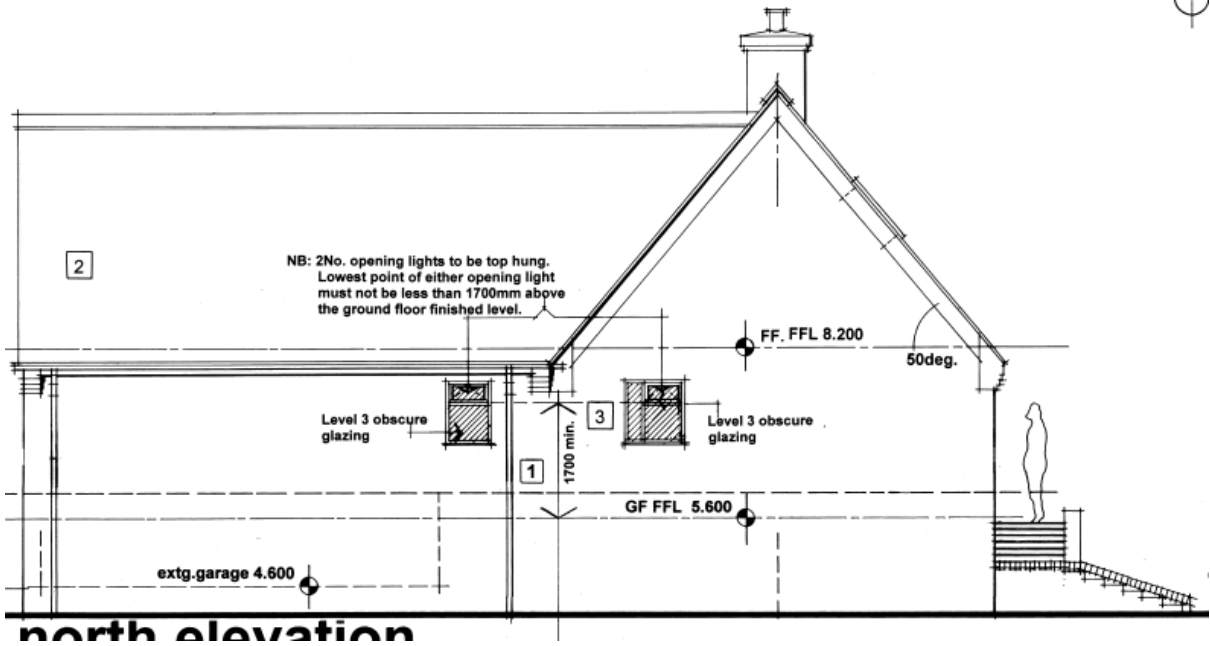 2
NB: 2No. opening lights to be top hung.
Lowest point of either opening light
must not be less than 1700mm above
the ground floor finished level.
FF. FFL 8.200
50deg.
Level 3 obscure
glazing
3
Level 3 obscure
glazing
1700 min.
1
GF FFL 5.600
extg.garage 4.600
north elevation